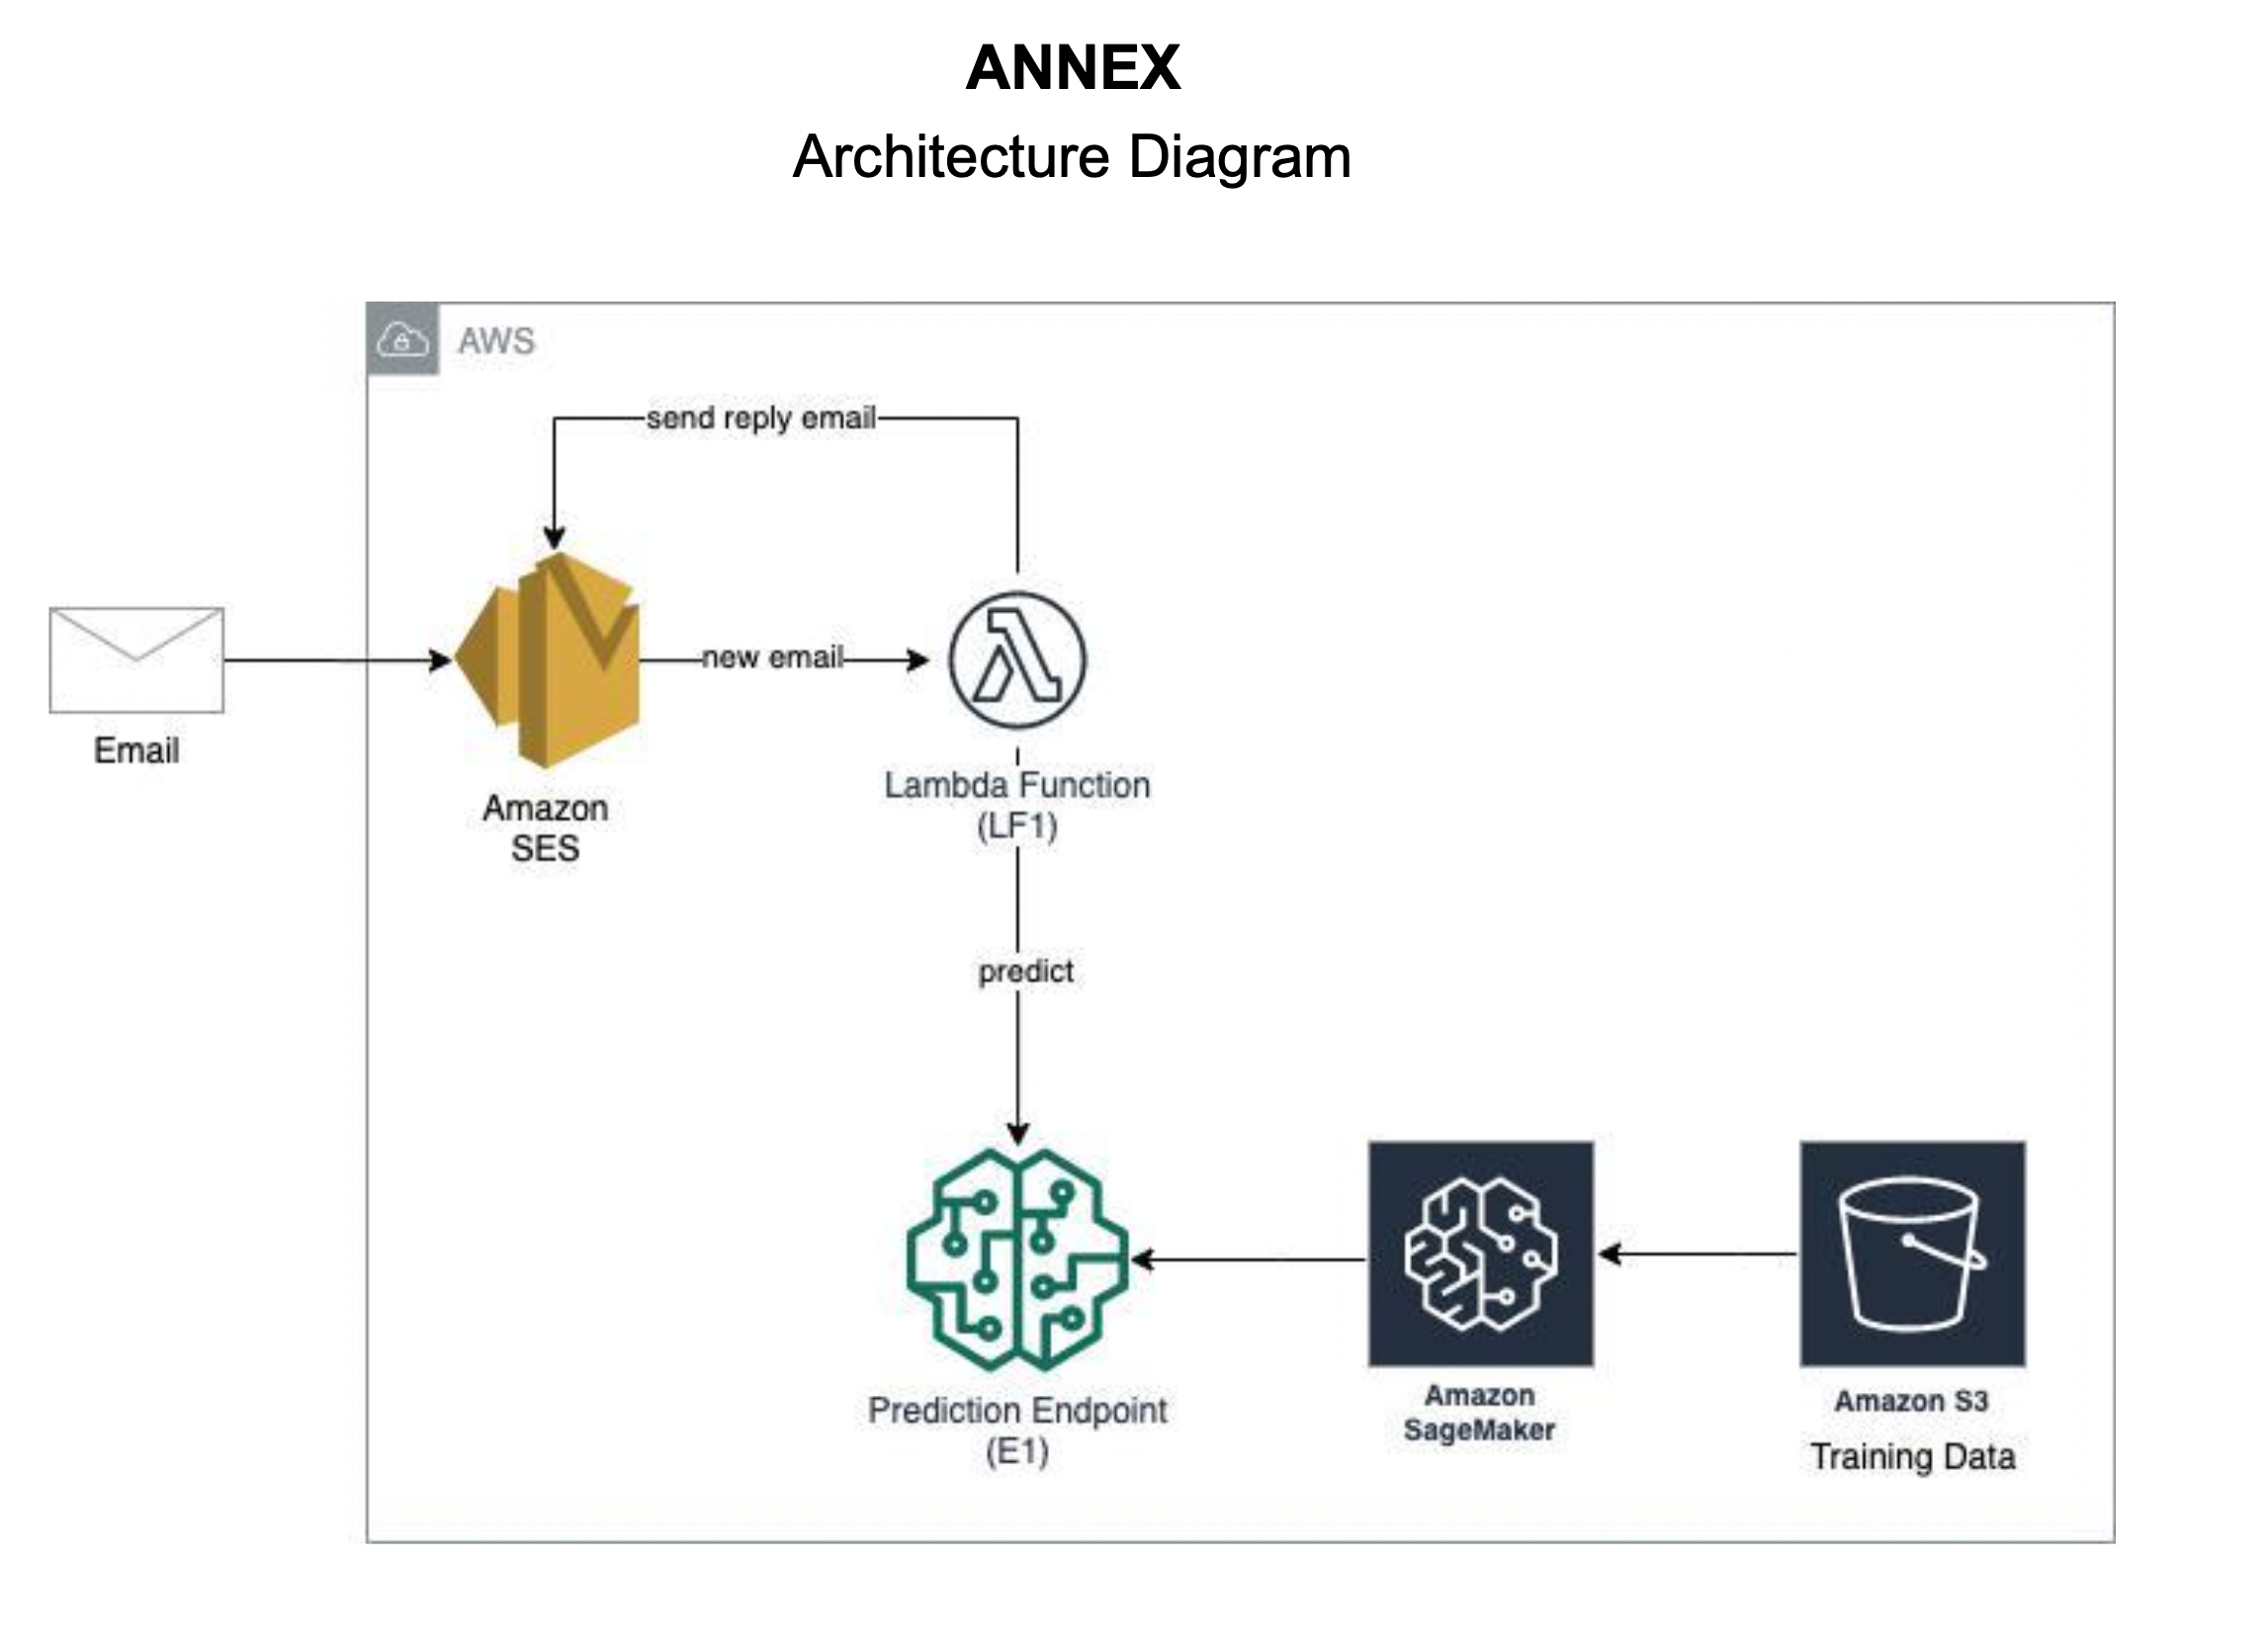 ANNEX
Architecture Diagram
AWS
send reply email
new email
Email
Amazon
SES
Lambda Function
(LF1)
predict
Prediction Endpoint
(E1)
Amazon
SageMaker
Amazon S3
Training Data